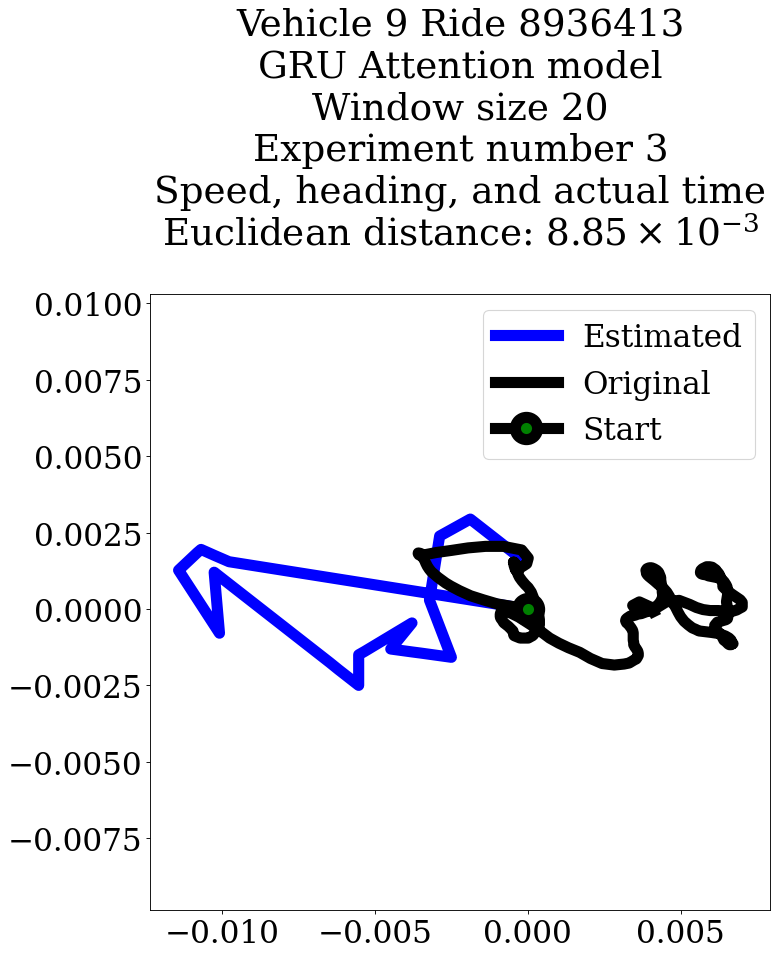 Vehicle 9 Ride 8936413
GRU Attention model
Window size 20
Experiment number 3
Speed, heading, and actual time
Euclidean distance: 8.85 × 10⁻³
0.0100
0.0075
0.0050
0.0025
0.0000
−0.0025
−0.0050
−0.0075
Estimated
Original
Start
−0.010
−0.005
0.000
0.005